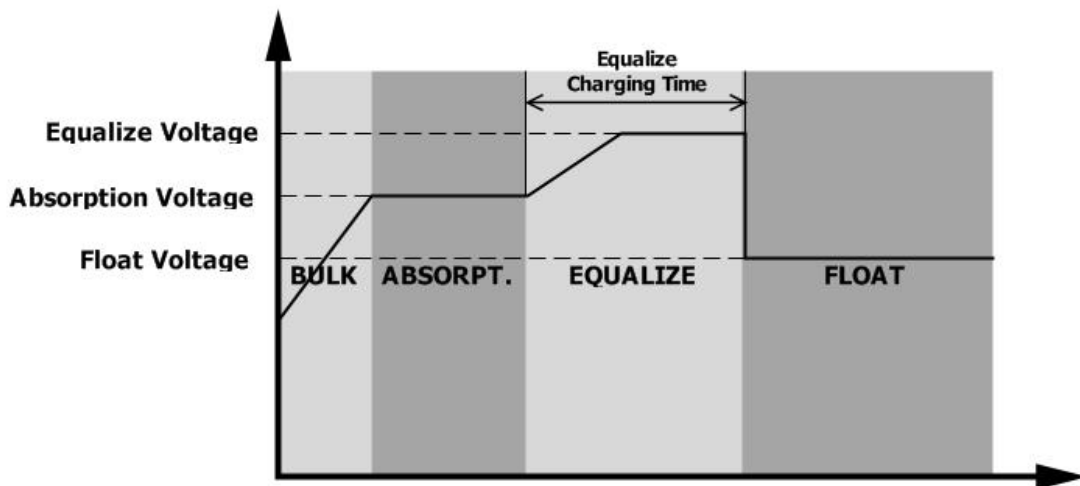 Equalize
Charging Time
Equalize Voltage
Absorption Voltage
Float Voltage
BULK ABSORPT. EQUALIZE FLOAT